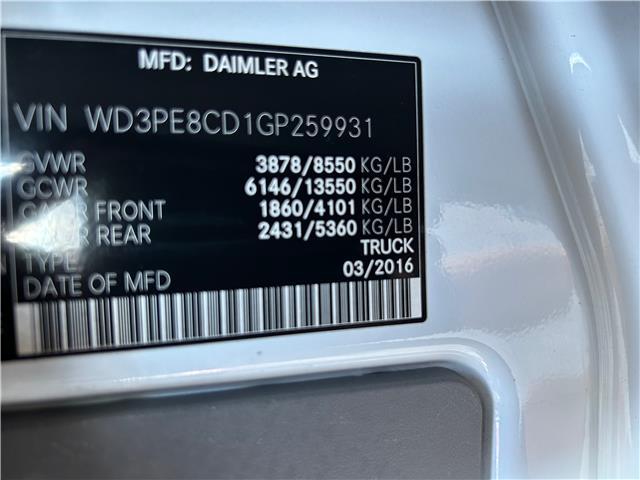 MFD: DAIMLER AG
VIN WD3PE8CD1GP259931
GVWR 3878/8550 KG/LB
GCWR 6146/13550 KG/LB
FRONT 1860/4101 KG/LB
REAR 2431/5360 KG/LB
TYPE TRUCK
DATE OF MFD 03/2016